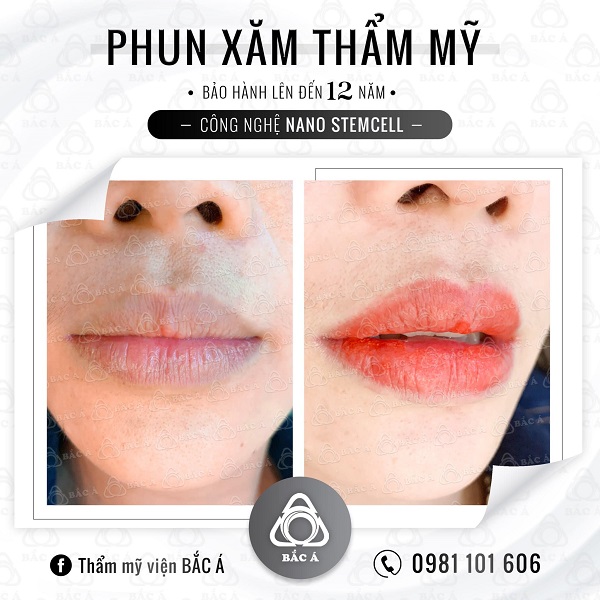 PHUN XĂM THẨM MỸ
• BẢO HÀNH LÊN ĐẾN 12 NĂM •
– CÔNG NGHỆ NANO STEMCELL –
BẮC Á
Thẩm mỹ viện BẮC Á
0981 101 606